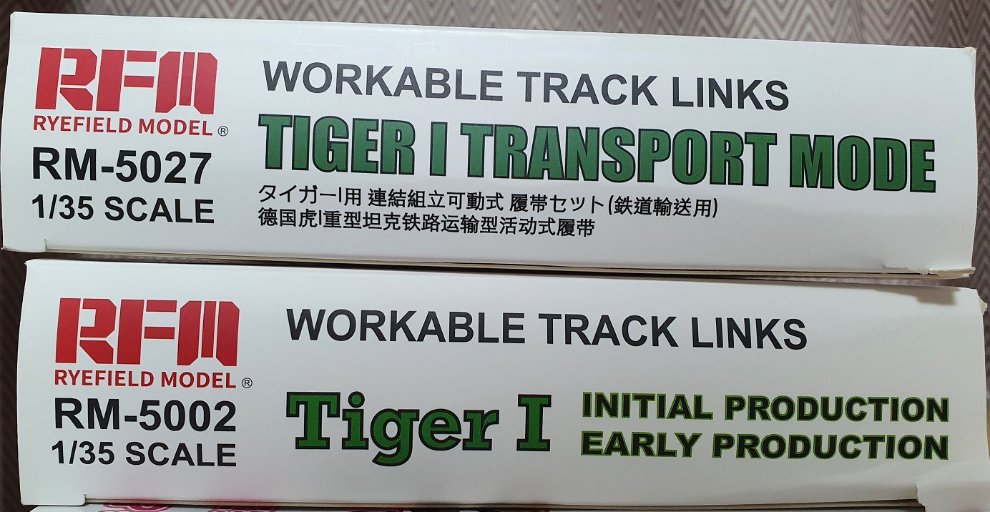 RFM
RYEFIELD MODEL®
RM-5027
1/35 SCALE
WORKABLE TRACK LINKS
TIGER I TRANSPORT MODE
タイガーI用 連結組立可動式 履帯セット(鉄道輸送用)
德国虎I重型坦克铁路运输型活动式履带
RFM
RYEFIELD MODEL®
RM-5002
1/35 SCALE
WORKABLE TRACK LINKS
Tiger I
INITIAL PRODUCTION
EARLY PRODUCTION